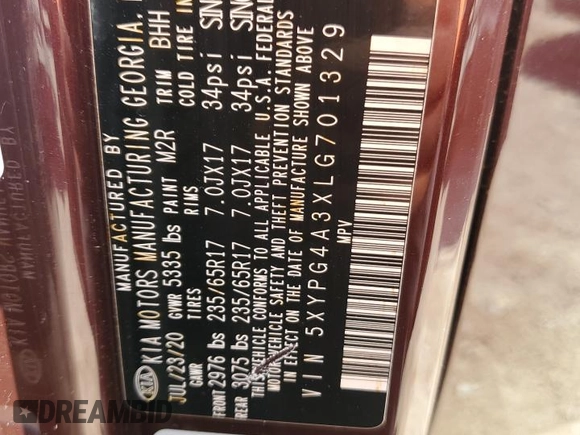 MANUFACTURED BY
KIA KIA MOTORS MANUFACTURING GEORGIA,
JUL/29/20 GVWR 5335 lbs PAINT M2R TRIM BHH
GAWR TIRES RIMS COLD TIRE
FRONT 2976 lbs 235/65R17 7.0JX17 34psi
REAR 3075 lbs 235/65R17 7.0JX17 34psi
THIS VEHICLE CONFORMS TO ALL APPLICABLE U.S.A. FEDERAL
MOTOR VEHICLE SAFETY AND THEFT PREVENTION STANDARDS
IN EFFECT ON THE DATE OF MANUFACTURE SHOWN ABOVE
VIN 5XYPG4A3XLG701329
MPV
DREAMBID